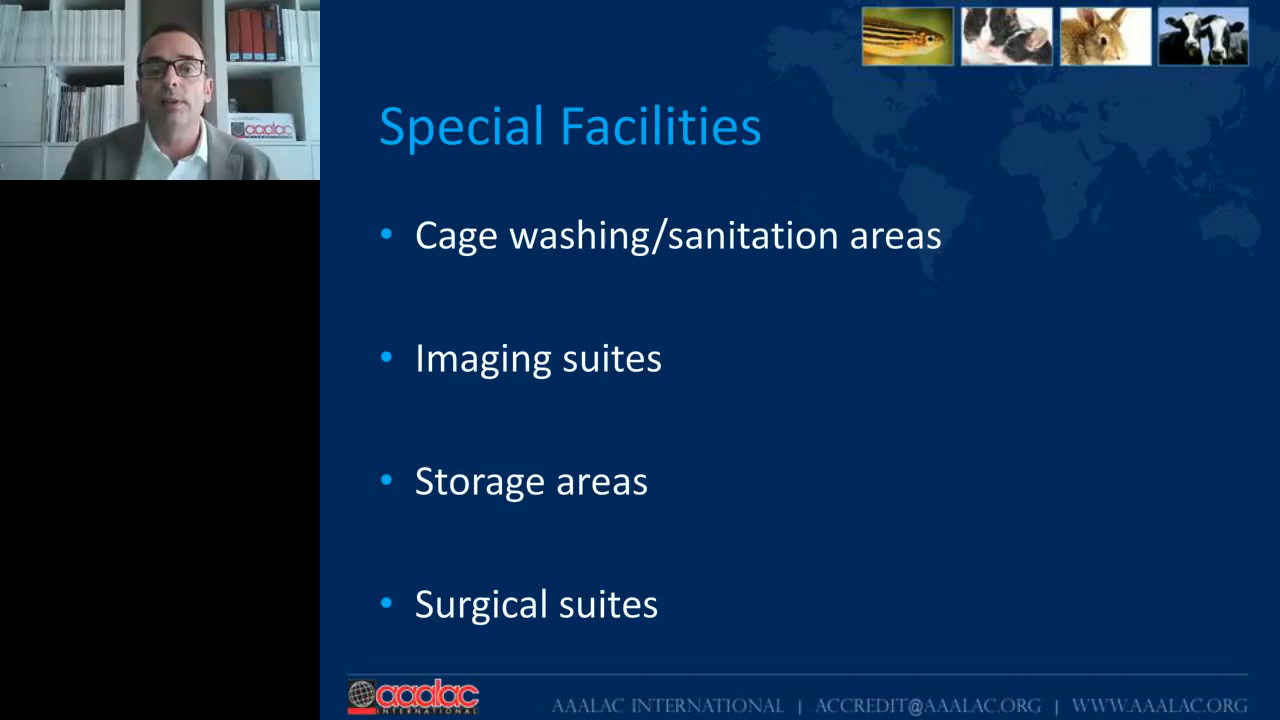 aaalac
Special Facilities
• Cage washing/sanitation areas
• Imaging suites
• Storage areas
• Surgical suites
aaalac
INTERNATIONAL
AAALAC INTERNATIONAL | ACCREDIT@AAALAC.ORG | WWW.AAALAC.ORG